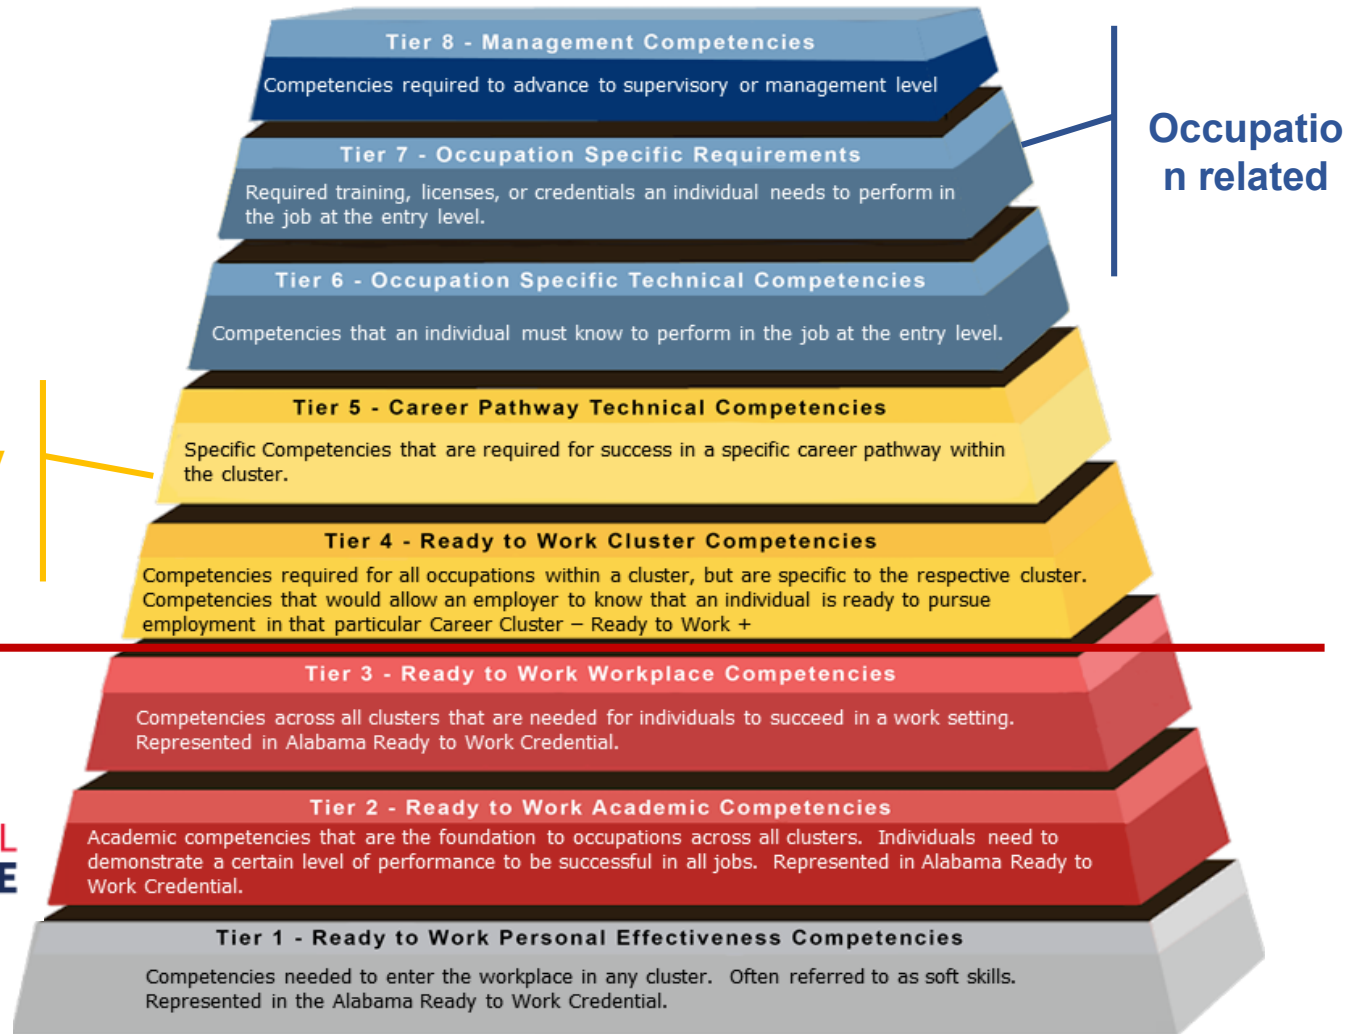 Tier 8 - Management Competencies
Competencies required to advance to supervisory or management level
Occupatio
n related
Tier 7 - Occupation Specific Requirements
Required training, licenses, or credentials an individual needs to perform in
the job at the entry level.
Tier 6 - Occupation Specific Technical Competencies
Competencies that an individual must know to perform in the job at the entry level.
Tier 5 - Career Pathway Technical Competencies
Specific Competencies that are required for success in a specific career pathway within
the cluster.
Tier 4 - Ready to Work Cluster Competencies
Competencies required for all occupations within a cluster, but are specific to the respective cluster.
Competencies that would allow an employer to know that an individual is ready to pursue
employment in that particular Career Cluster – Ready to Work +
Tier 3 - Ready to Work Workplace Competencies
Competencies across all clusters that are needed for individuals to succeed in a work setting.
Represented in Alabama Ready to Work Credential.
Tier 2 - Ready to Work Academic Competencies
Academic competencies that are the foundation to occupations across all clusters. Individuals need to
demonstrate a certain level of performance to be successful in all jobs. Represented in Alabama Ready to
Work Credential.
L
E
Tier 1 - Ready to Work Personal Effectiveness Competencies
Competencies needed to enter the workplace in any cluster. Often referred to as soft skills.
Represented in the Alabama Ready to Work Credential.